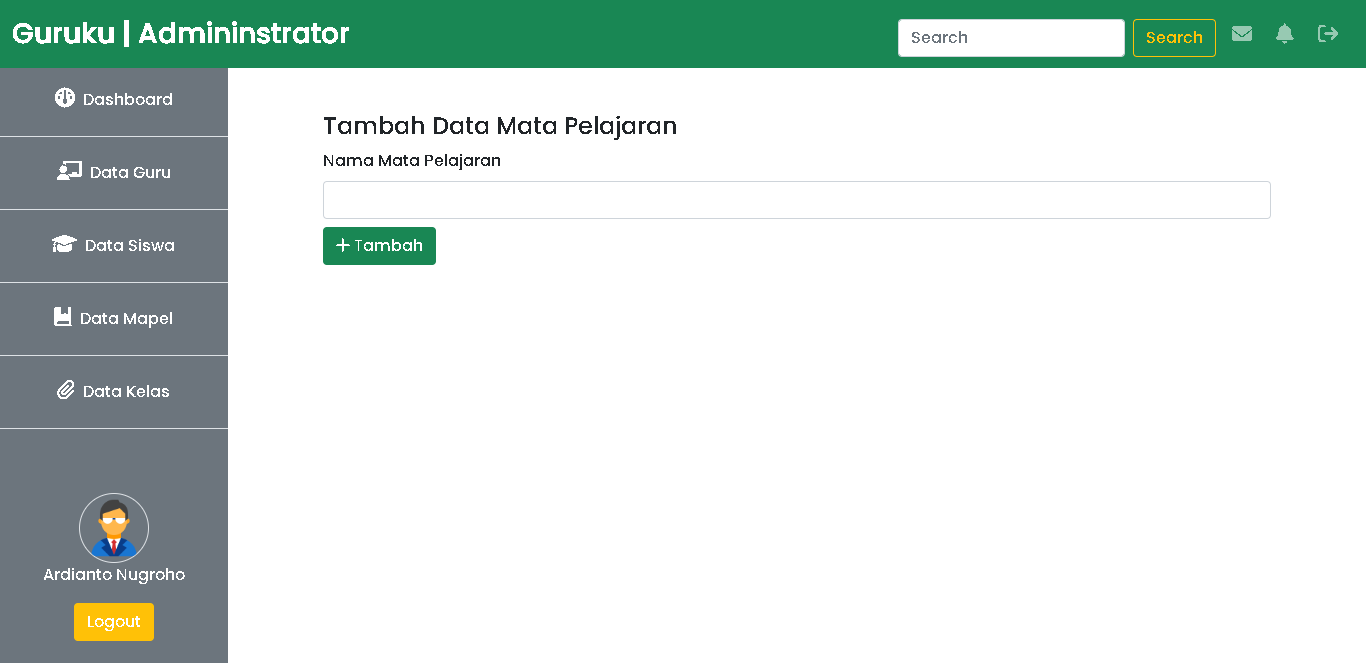 Guruku | Admininstrator
Search
Search
Dashboard
Data Guru
Data Siswa
Data Mapel
Data Kelas
Ardianto Nugroho
Logout
Tambah Data Mata Pelajaran
Nama Mata Pelajaran
+ Tambah